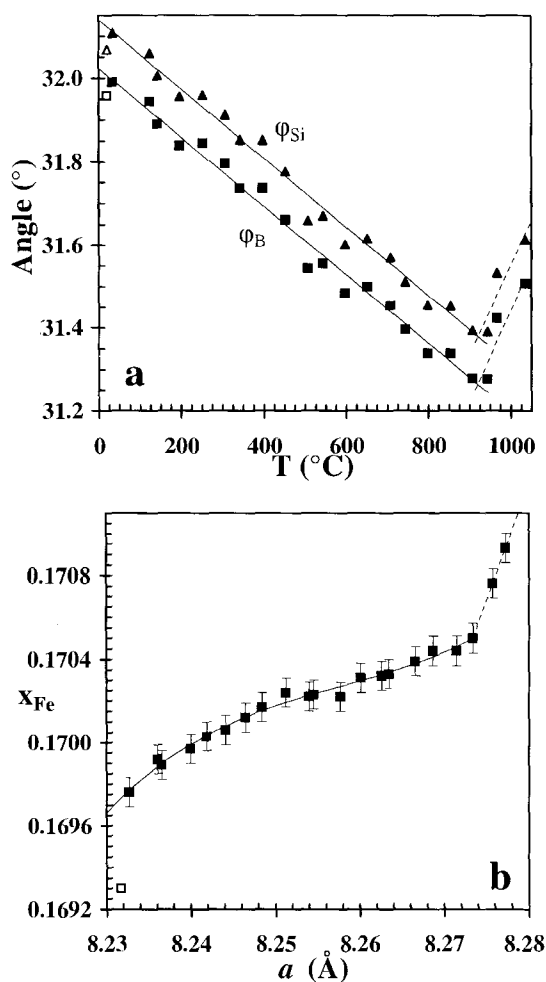 32.0
31.8
31.6
31.4
31.2
Angle (°)
φSi
φB
a
0 200 400 600 800 1000
T (°C)
0.1708
0.1704
xFe
0.1700
0.1696
0.1692
b
8.23 8.24 8.25 8.26 8.27 8.28
a (Å)